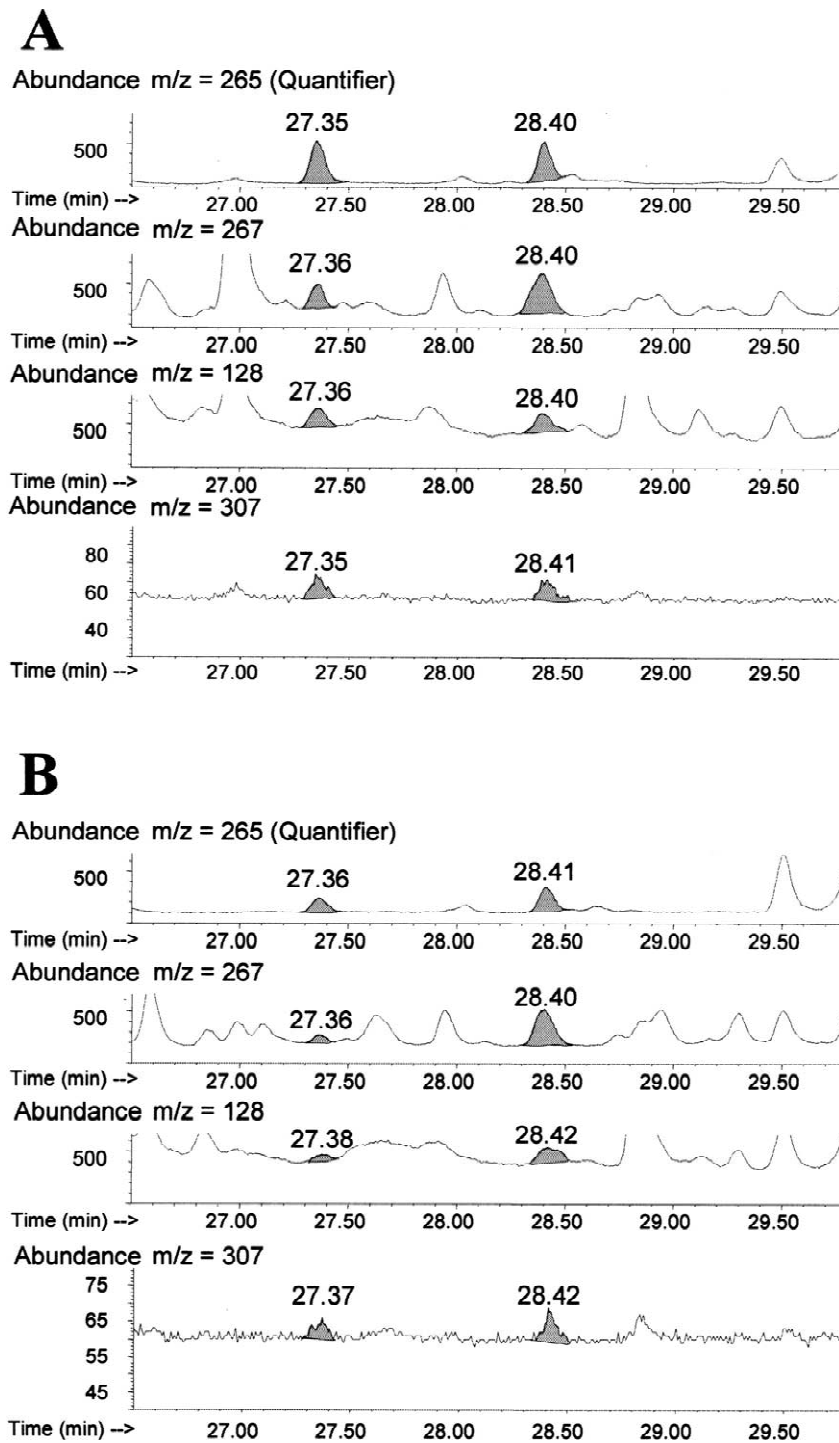 A
Abundance m/z = 265 (Quantifier)
27.35 28.40
500
Time (min) --> 27.00 27.50 28.00 28.50 29.00 29.50
Abundance m/z = 267
27.36 28.40
500
Time (min) --> 27.00 27.50 28.00 28.50 29.00 29.50
Abundance m/z = 128
27.36 28.40
500
Time (min) --> 27.00 27.50 28.00 28.50 29.00 29.50
Abundance m/z = 307
27.35 28.41
80
60
40
Time (min) --> 27.00 27.50 28.00 28.50 29.00 29.50
B
Abundance m/z = 265 (Quantifier)
27.36 28.41
500
Time (min) --> 27.00 27.50 28.00 28.50 29.00 29.50
Abundance m/z = 267
27.36 28.40
500
Time (min) --> 27.00 27.50 28.00 28.50 29.00 29.50
Abundance m/z = 128
27.38 28.42
500
Time (min) --> 27.00 27.50 28.00 28.50 29.00 29.50
Abundance m/z = 307
75
27.37 28.42
65
55
45
Time (min) --> 27.00 27.50 28.00 28.50 29.00 29.50